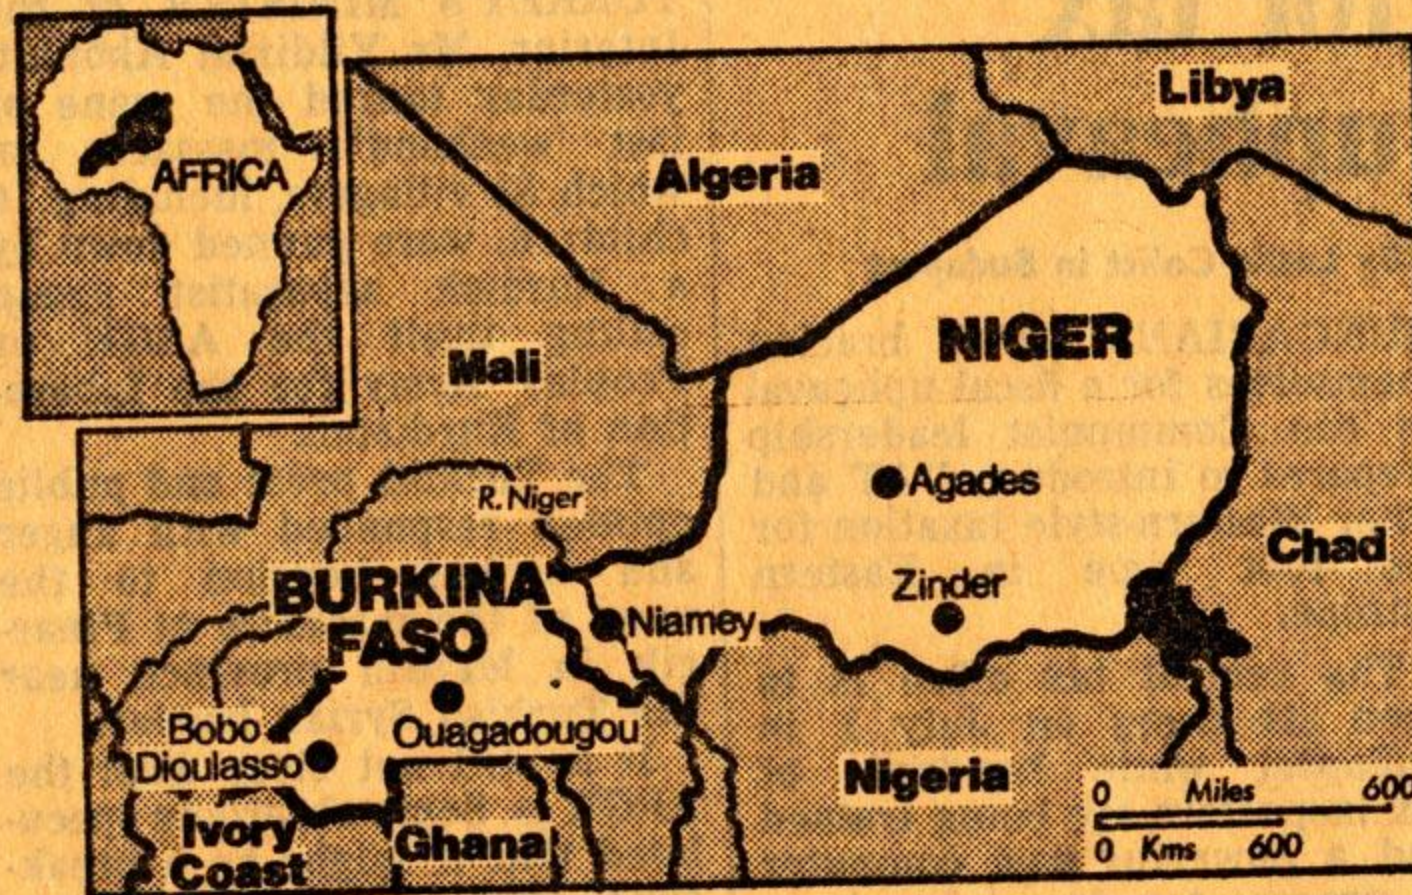 AFRICA
Libya
Algeria
NIGER
Mali
Agades
R. Niger
Chad
BURKINA
FASO
Zinder
Niamey
Bobo
Dioulasso
Ouagadougou
Nigeria
0 Miles 600
0 Kms 600
Ivory
Coast
Ghana